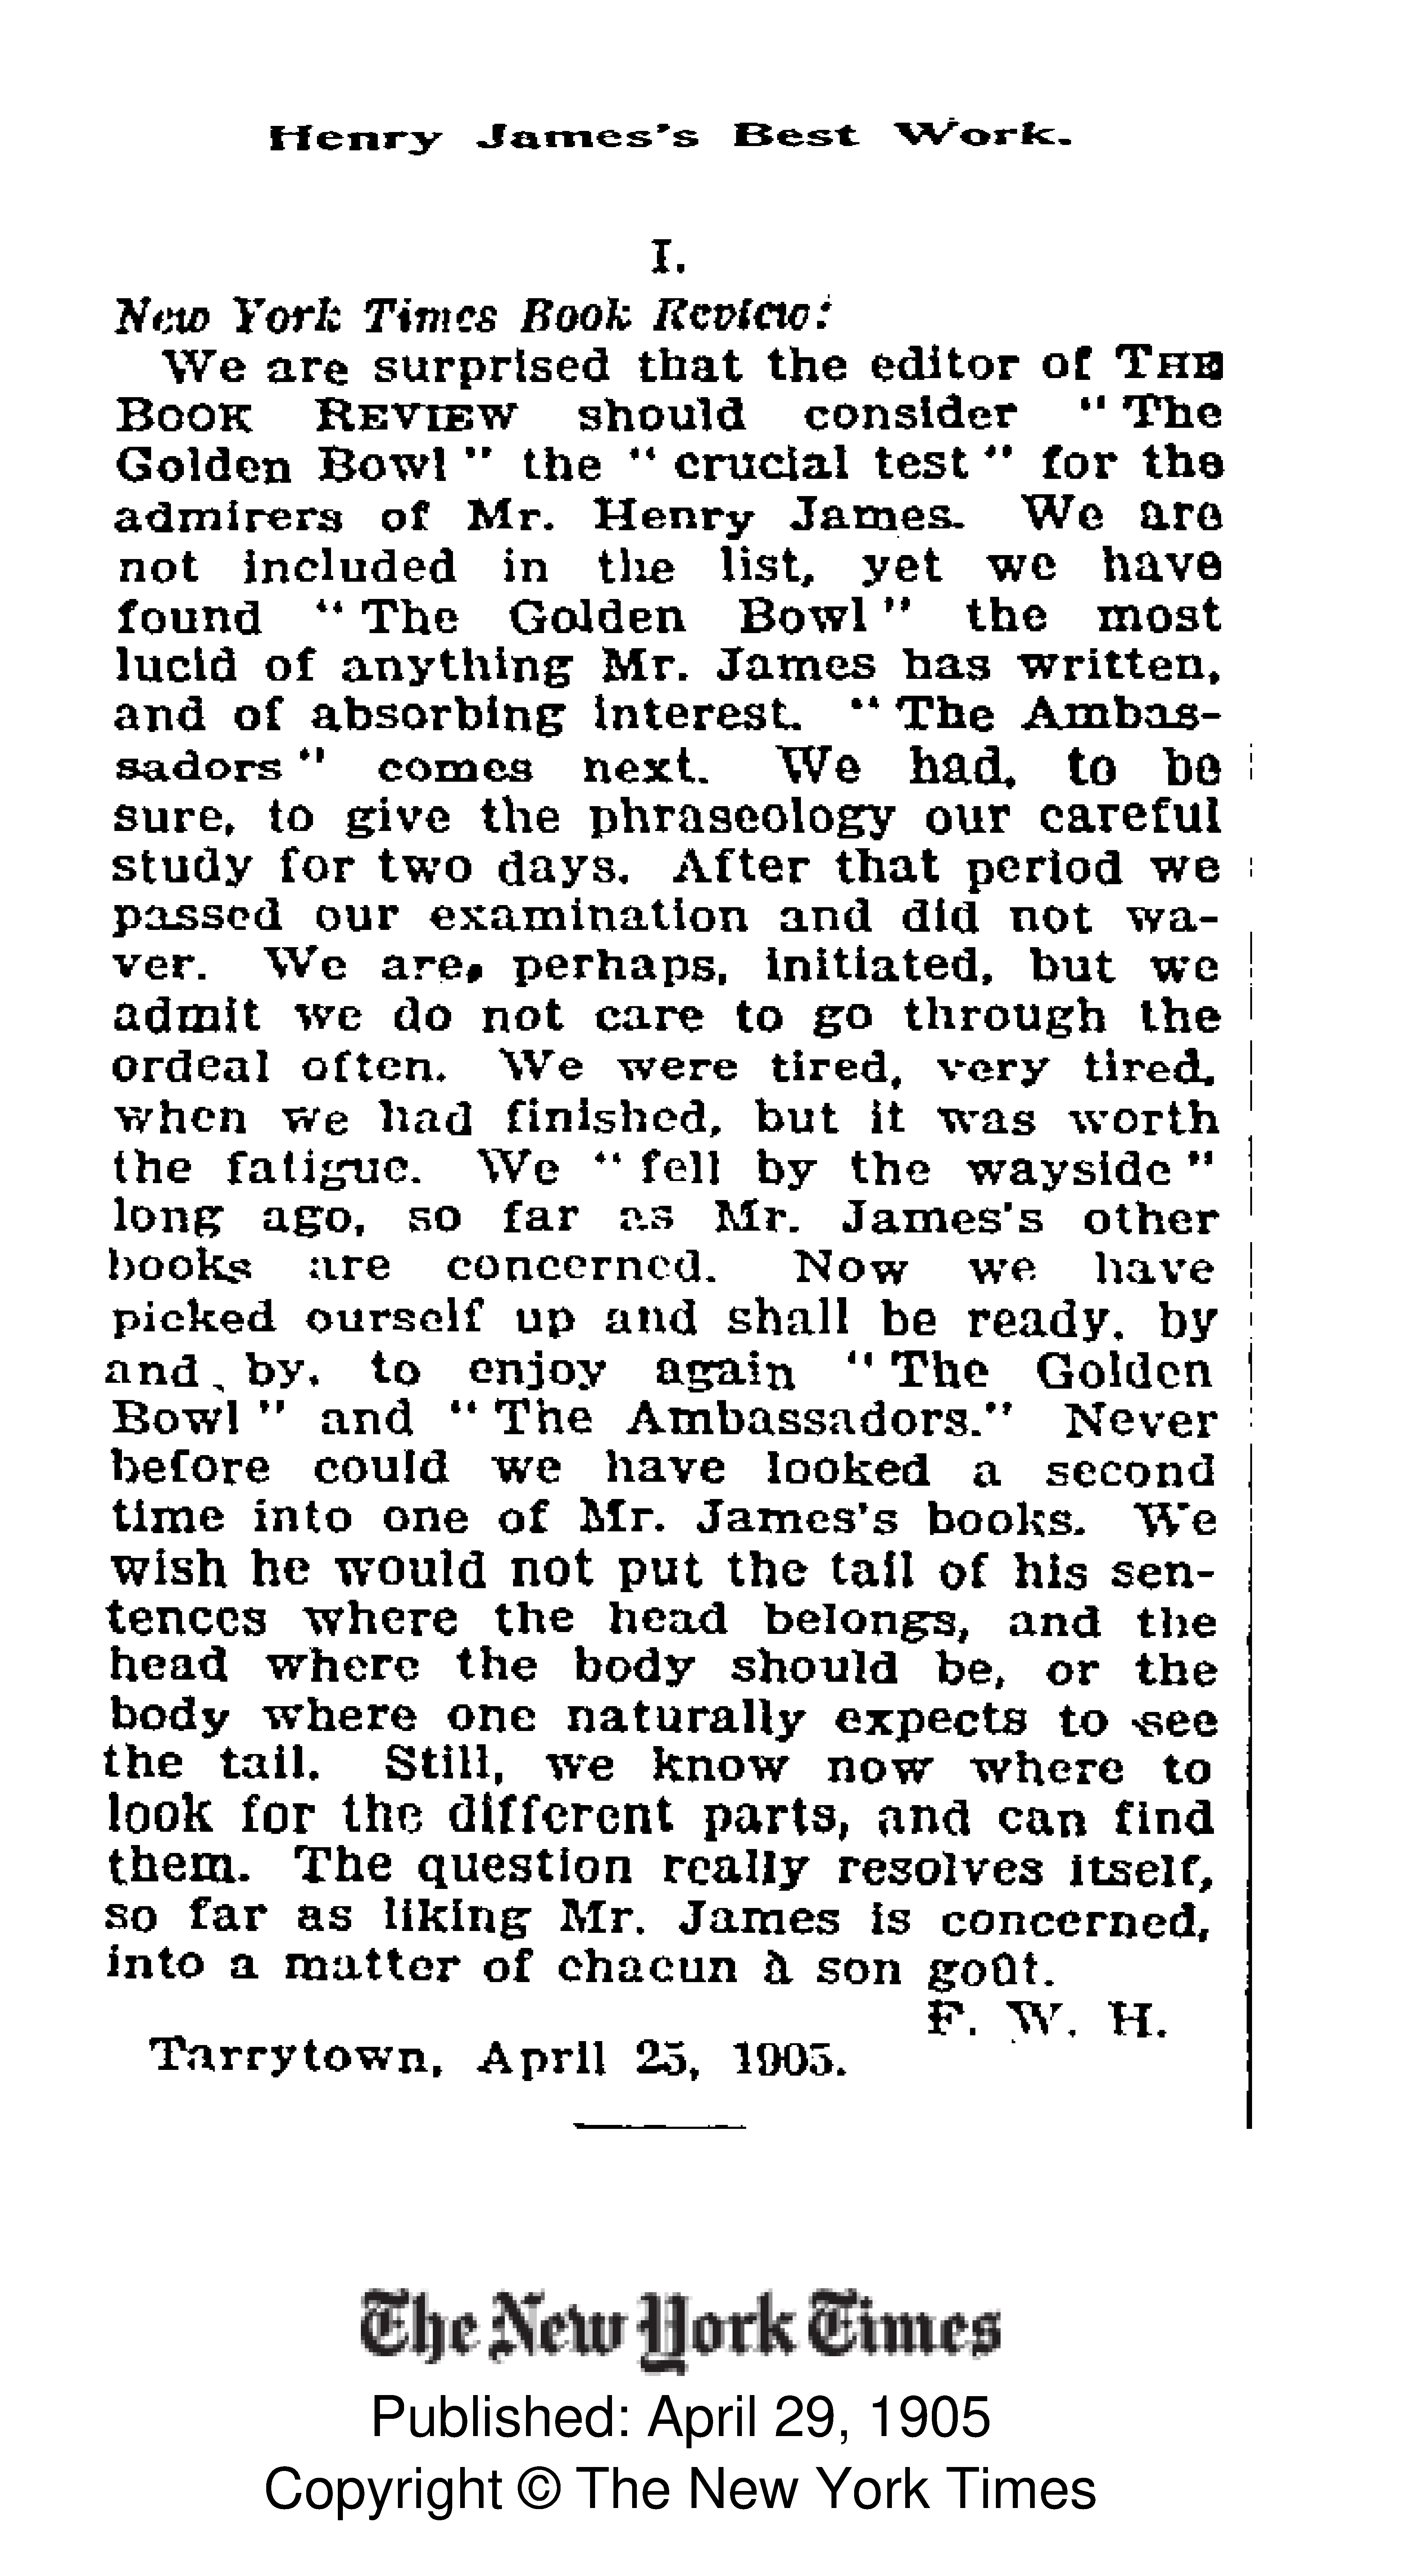 Henry James's Best Work.
I.
New York Times Book Review:
We are surprised that the editor of THE
BOOK REVIEW should consider "The
Golden Bowl" the "crucial test" for the
admirers of Mr. Henry James. We are
not included in the list, yet we have
found "The Golden Bowl" the most
lucid of anything Mr. James has written,
and of absorbing interest. "The Ambas-
sadors" comes next. We had, to be
sure, to give the phraseology our careful
study for two days. After that period we
passed our examination and did not wa-
ver. We are, perhaps, initiated, but we
admit we do not care to go through the
ordeal often. We were tired, very tired,
when we had finished, but it was worth
the fatigue. We "fell by the wayside"
long ago, so far as Mr. James's other
books are concerned. Now we have
picked ourself up and shall be ready, by
and by, to enjoy again "The Golden
Bowl" and "The Ambassadors." Never
before could we have looked a second
time into one of Mr. James's books. We
wish he would not put the tail of his sen-
tences where the head belongs, and the
head where the body should be, or the
body where one naturally expects to see
the tail. Still, we know now where to
look for the different parts, and can find
them. The question really resolves itself,
so far as liking Mr. James is concerned,
into a matter of chacun à son goût.
F. W. H.
Tarrytown, April 25, 1905.
The New York Times
Published: April 29, 1905
Copyright © The New York Times